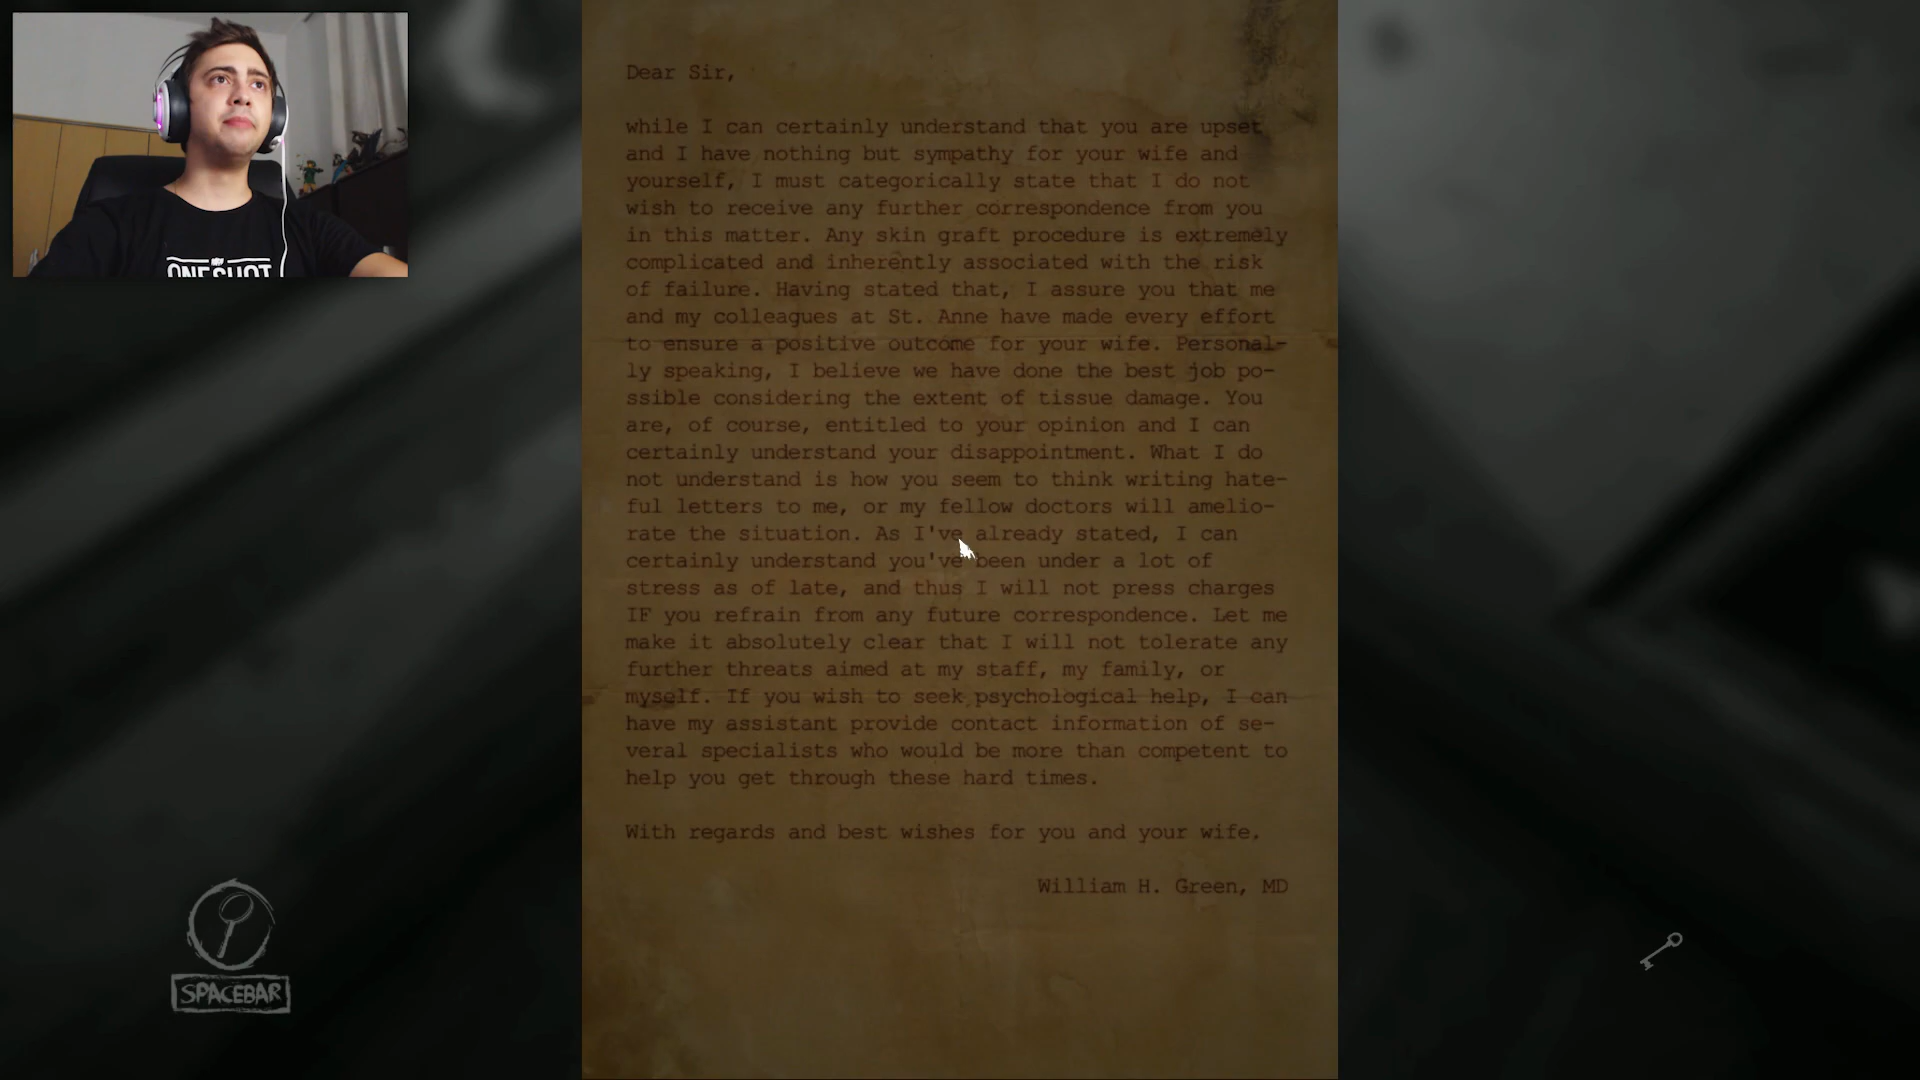 Dear Sir,
while I can certainly understand that you are upset
and I have nothing but sympathy for your wife and
yourself, I must categorically state that I do not
wish to receive any further correspondence from you
in this matter. Any skin graft procedure is extremely
complicated and inherently associated with the risk
of failure. Having stated that, I assure you that me
and my colleagues at St. Anne have made every effort
to ensure a positive outcome for your wife. Personal-
ly speaking, I believe we have done the best job po-
ssible considering the extent of tissue damage. You
are, of course, entitled to your opinion and I can
certainly understand your disappointment. What I do
not understand is how you seem to think writing hate-
ful letters to me, or my fellow doctors will amelio-
rate the situation. As I've already stated, I can
certainly understand you've been under a lot of
stress as of late, and thus I will not press charges
IF you refrain from any future correspondence. Let me
make it absolutely clear that I will not tolerate any
further threats aimed at my staff, my family, or
myself. If you wish to seek psychological help, I can
have my assistant provide contact information of se-
veral specialists who would be more than competent to
help you get through these hard times.
With regards and best wishes for you and your wife.
William H. Green, MD
SPACEBAR
ONESHOT